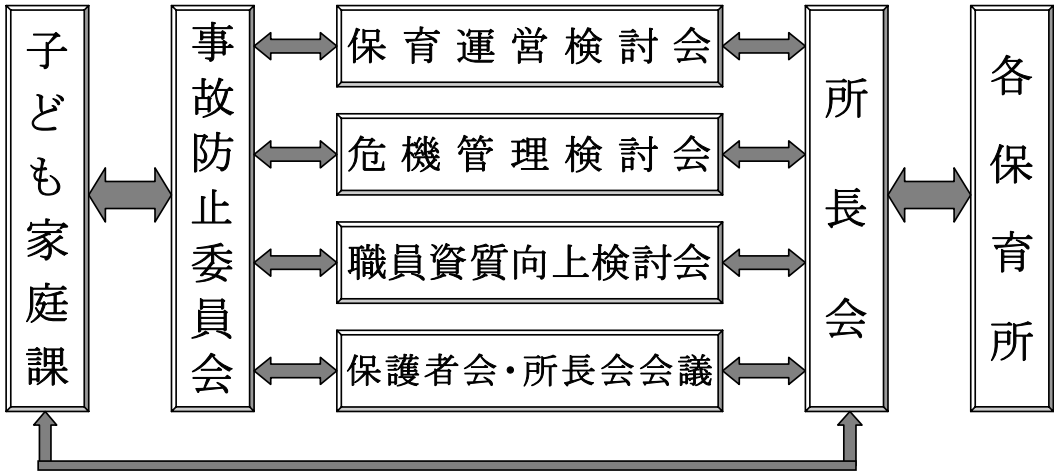 子ども家庭課
事故防止委員会
保育運営検討会
危機管理検討会
職員資質向上検討会
保護者会・所長会会議
所長会
各保育所